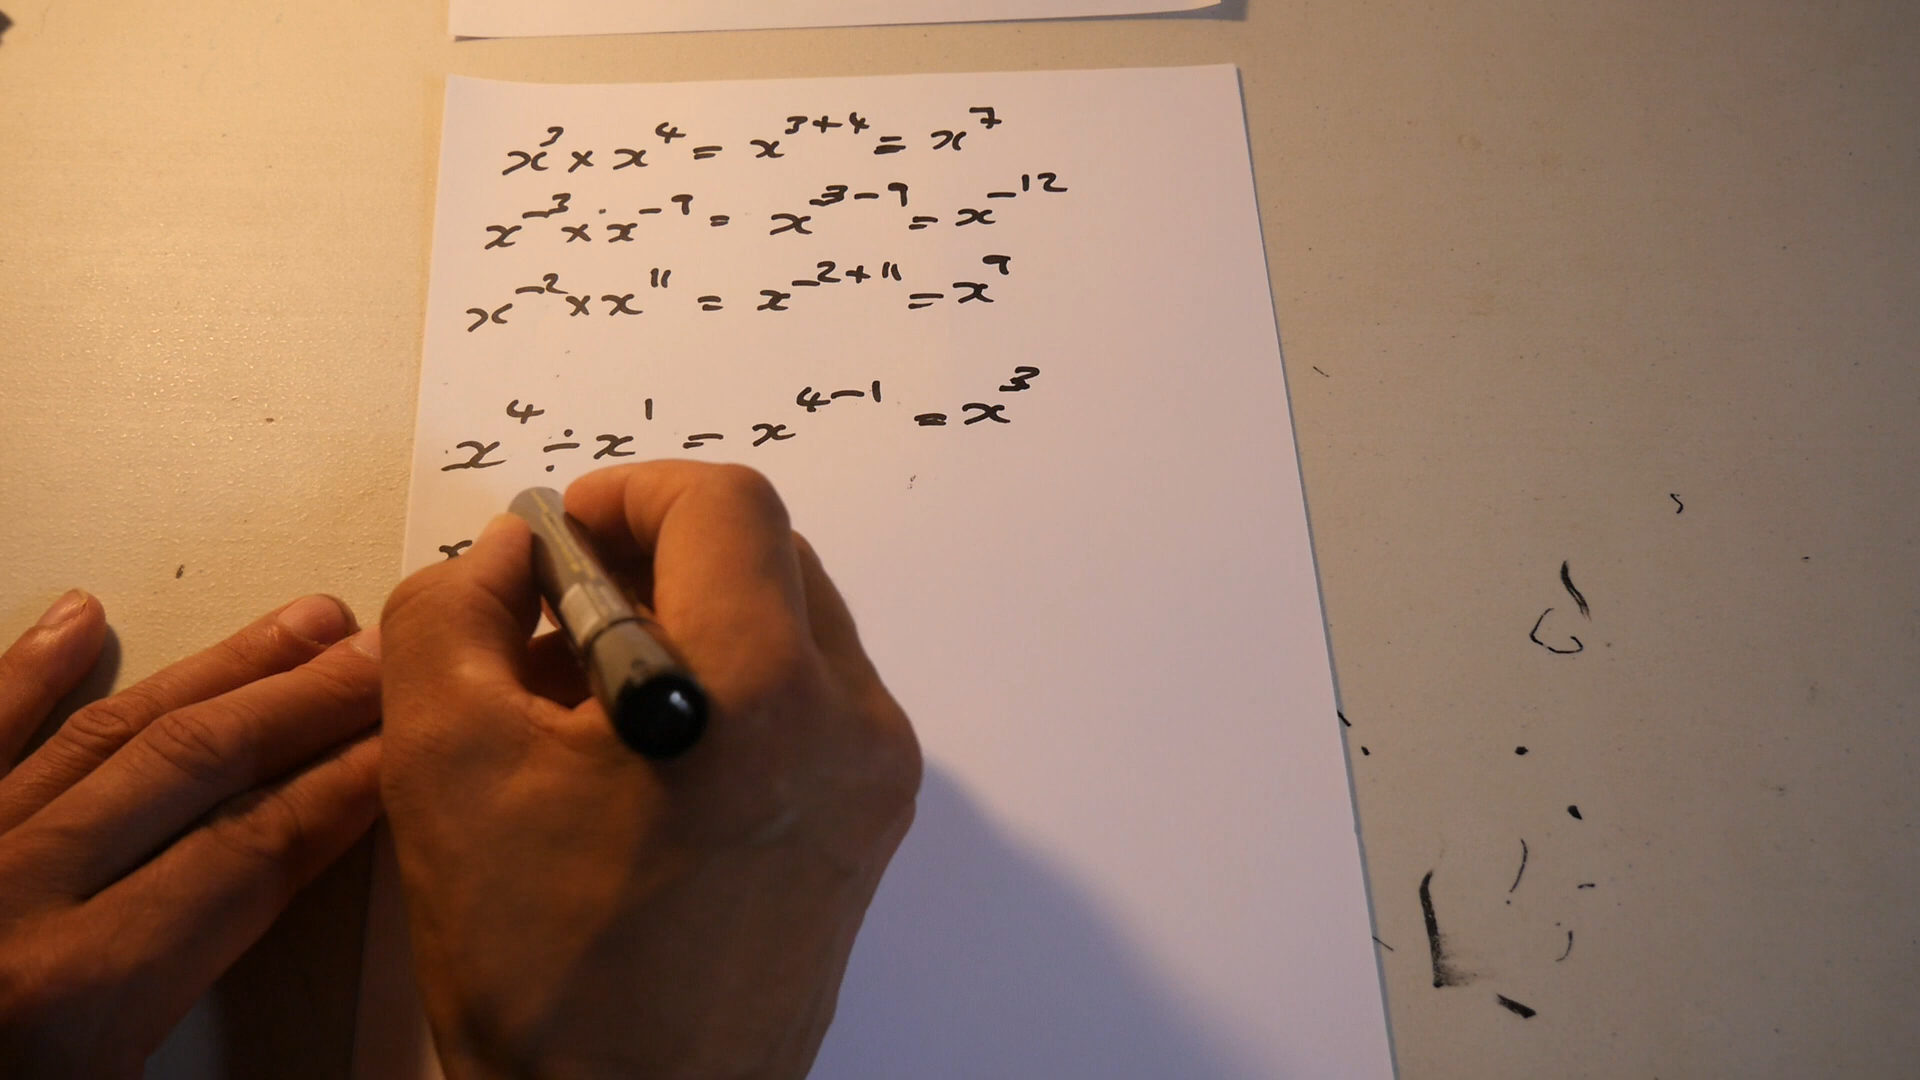 x³ × x⁴ = x³⁺⁴ = x⁷
x⁻³ × x⁻⁹ = x⁻³⁻⁹ = x⁻¹²
x⁻² × x¹¹ = x⁻²⁺¹¹ = x⁹
x⁴ ÷ x¹ = x⁴⁻¹ = x³
x